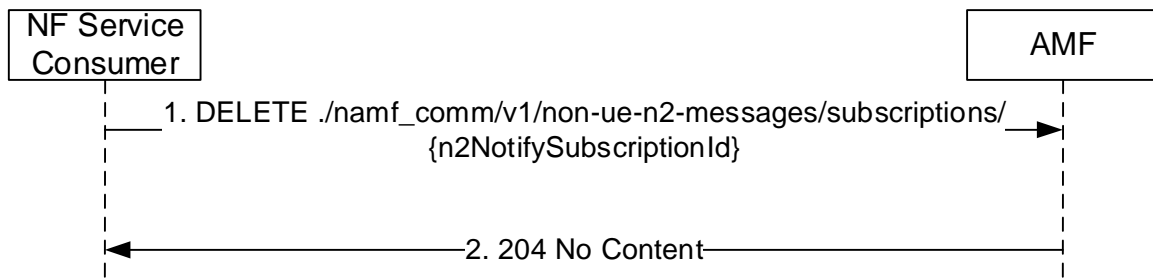 NF Service
Consumer
AMF
1. DELETE ./namf_comm/v1/non-ue-n2-messages/subscriptions/
{n2NotifySubscriptionId}
2. 204 No Content